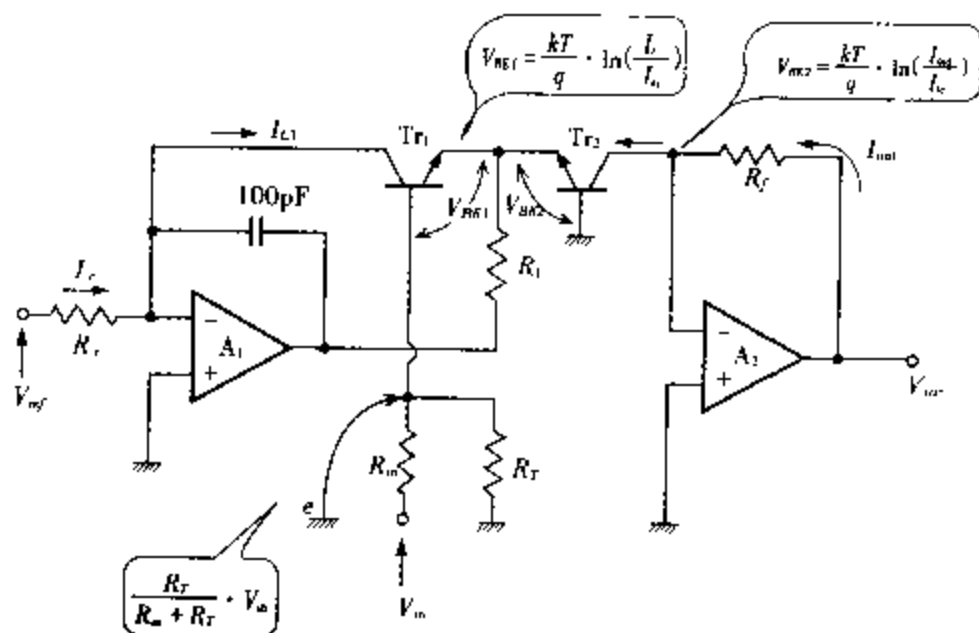 V_BE1 = kT/q · ln(I_/I_s)
V_BE2 = kT/q · ln(I_out/I_s)
I_C1
Tr₁
Tr₂
I_out
R_f
100pF
V_BE1
V_BE2
R₁
I_r
R_r
−
A₁
+
−
A₂
+
V_ref
V_out
R_in
R_T
e
R_T/(R_in + R_T) · V_in
V_in